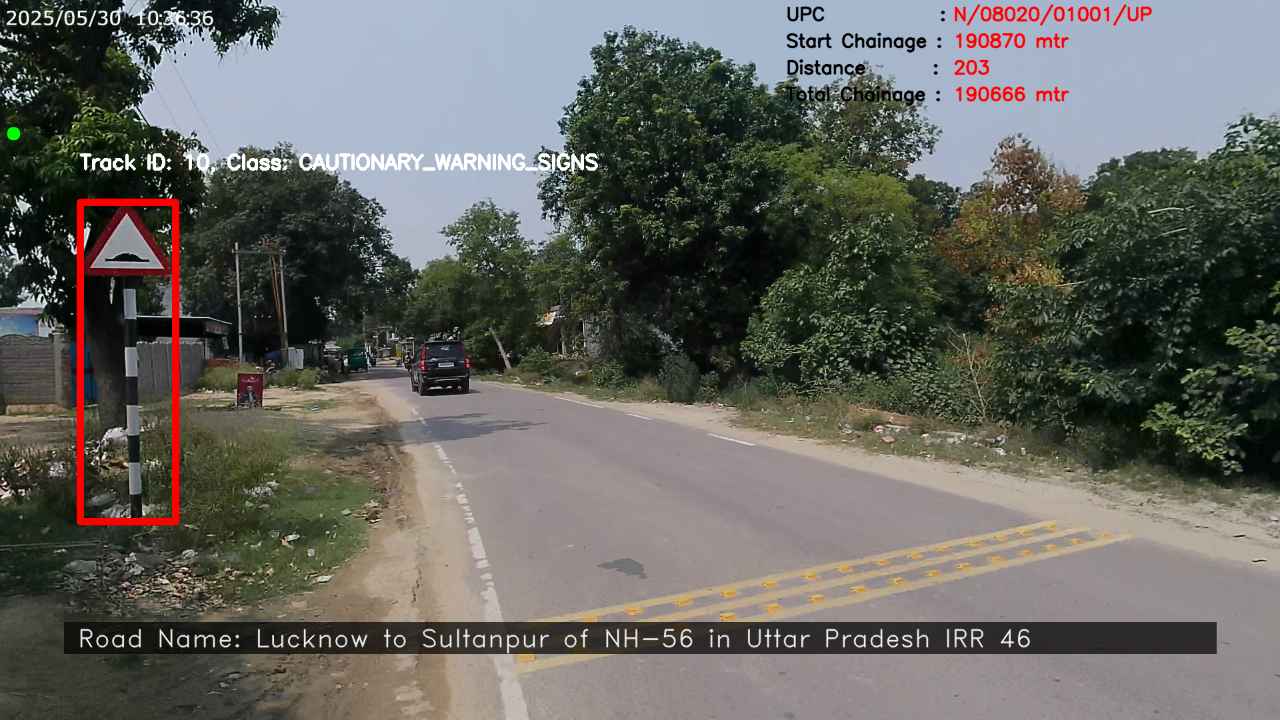 2025/05/30 10:36:36
UPC : N/08020/01001/UP
Start Chainage : 190870 mtr
Distance : 203
Total Chainage : 190666 mtr
Track ID: 10, Class: CAUTIONARY_WARNING_SIGNS
Road Name: Lucknow to Sultanpur of NH-56 in Uttar Pradesh IRR 46